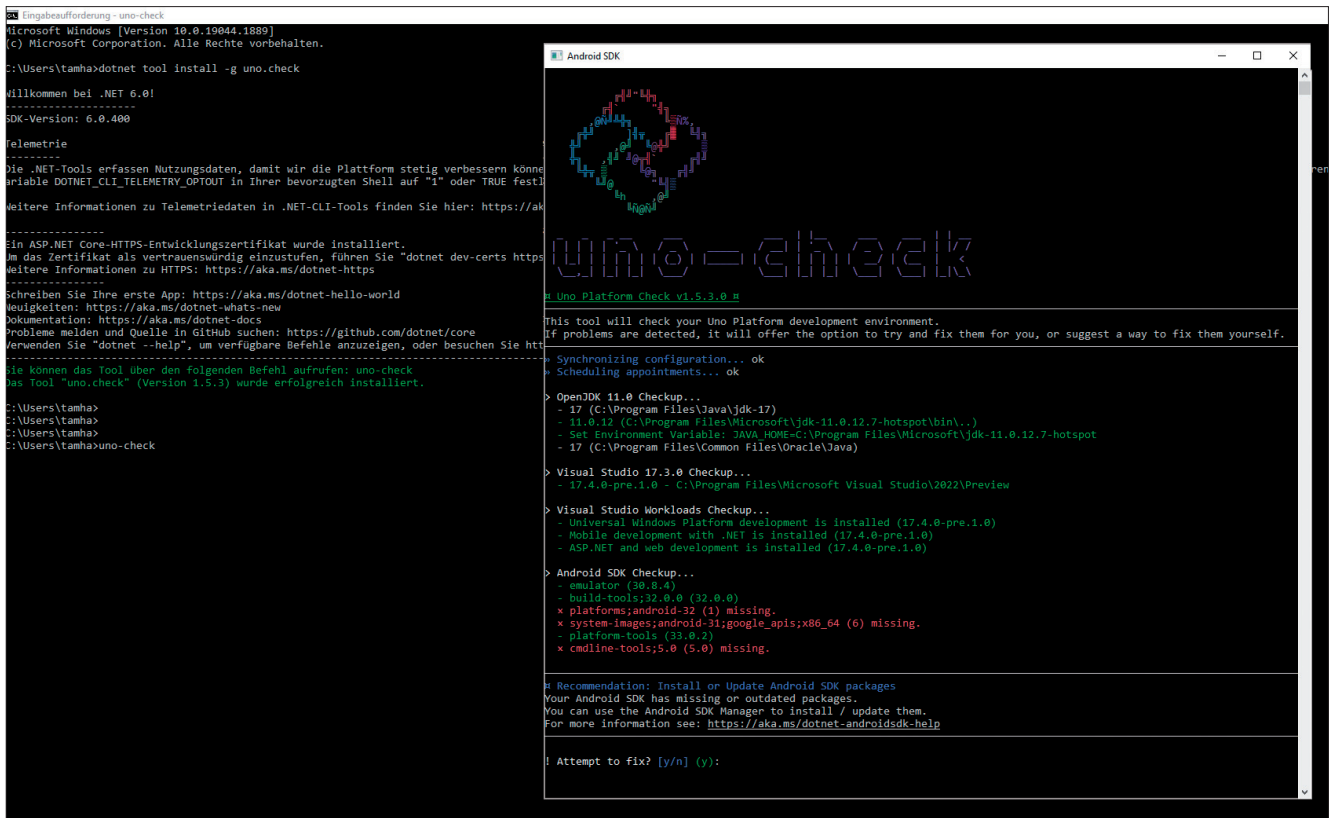 Eingabeaufforderung - uno-check
Microsoft Windows [Version 10.0.19044.1889]
(c) Microsoft Corporation. Alle Rechte vorbehalten.
C:\Users\tamha>dotnet tool install -g uno.check
Willkommen bei .NET 6.0!
---------------------
SDK-Version: 6.0.400
Telemetrie
---------
Die .NET-Tools erfassen Nutzungsdaten, damit wir die Plattform stetig verbessern könne
ariable DOTNET_CLI_TELEMETRY_OPTOUT in Ihrer bevorzugten Shell auf "1" oder TRUE festl
Weitere Informationen zu Telemetriedaten in .NET-CLI-Tools finden Sie hier: https://ak
----------------
Ein ASP.NET Core-HTTPS-Entwicklungszertifikat wurde installiert.
Um das Zertifikat als vertrauenswürdig einzustufen, führen Sie "dotnet dev-certs https
Weitere Informationen zu HTTPS: https://aka.ms/dotnet-https
----------------
Schreiben Sie Ihre erste App: https://aka.ms/dotnet-hello-world
Neuigkeiten: https://aka.ms/dotnet-whats-new
Dokumentation: https://aka.ms/dotnet-docs
Probleme melden und Quelle in GitHub suchen: https://github.com/dotnet/core
Verwenden Sie "dotnet --help", um verfügbare Befehle anzuzeigen, oder besuchen Sie htt
Sie können das Tool über den folgenden Befehl aufrufen: uno-check
Das Tool "uno.check" (Version 1.5.3) wurde erfolgreich installiert.
C:\Users\tamha>
C:\Users\tamha>
C:\Users\tamha>
C:\Users\tamha>uno-check
ren
Android SDK
uno-check
¤ Uno Platform Check v1.5.3.0 ¤
This tool will check your Uno Platform development environment.
If problems are detected, it will offer the option to try and fix them for you, or suggest a way to fix them yourself.
» Synchronizing configuration... ok
» Scheduling appointments... ok
> OpenJDK 11.0 Checkup...
- 17 (C:\Program Files\Java\jdk-17)
- 11.0.12 (C:\Program Files\Microsoft\jdk-11.0.12.7-hotspot\bin\..)
- Set Environment Variable: JAVA_HOME=C:\Program Files\Microsoft\jdk-11.0.12.7-hotspot
- 17 (C:\Program Files\Common Files\Oracle\Java)
> Visual Studio 17.3.0 Checkup...
- 17.4.0-pre.1.0 - C:\Program Files\Microsoft Visual Studio\2022\Preview
> Visual Studio Workloads Checkup...
- Universal Windows Platform development is installed (17.4.0-pre.1.0)
- Mobile development with .NET is installed (17.4.0-pre.1.0)
- ASP.NET and web development is installed (17.4.0-pre.1.0)
> Android SDK Checkup...
- emulator (30.8.4)
- build-tools;32.0.0 (32.0.0)
× platforms;android-32 (1) missing.
× system-images;android-31;google_apis;x86_64 (6) missing.
- platform-tools (33.0.2)
× cmdline-tools;5.0 (5.0) missing.
¤ Recommendation: Install or Update Android SDK packages
Your Android SDK has missing or outdated packages.
You can use the Android SDK Manager to install / update them.
For more information see: https://aka.ms/dotnet-androidsdk-help
! Attempt to fix? [y/n] (y):